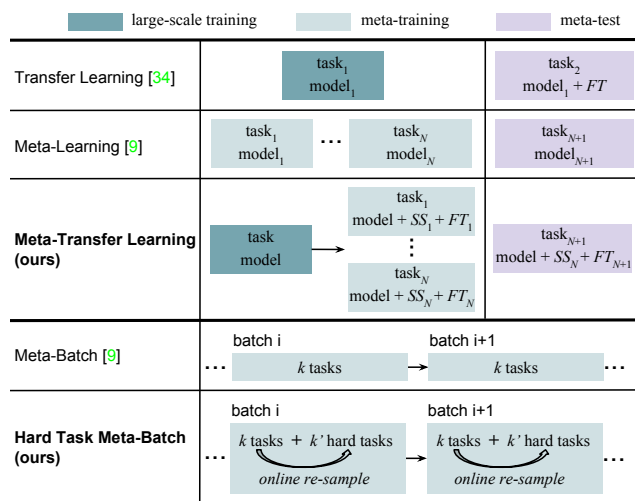 large-scale training meta-training meta-test
Transfer Learning [34]
task1
model1
task2
model1 + FT
Meta-Learning [9]
task1
model1
...
taskN
modelN
taskN+1
modelN+1
Meta-Transfer Learning
(ours)
task
model
task1
model + SS1 + FT1
⋮
taskN
model + SSN + FTN
taskN+1
model + SSN + FTN+1
Meta-Batch [9]
batch i
batch i+1
... k tasks k tasks ...
Hard Task Meta-Batch
(ours)
batch i
batch i+1
... k tasks + k' hard tasks k tasks + k' hard tasks ...
online re-sample online re-sample